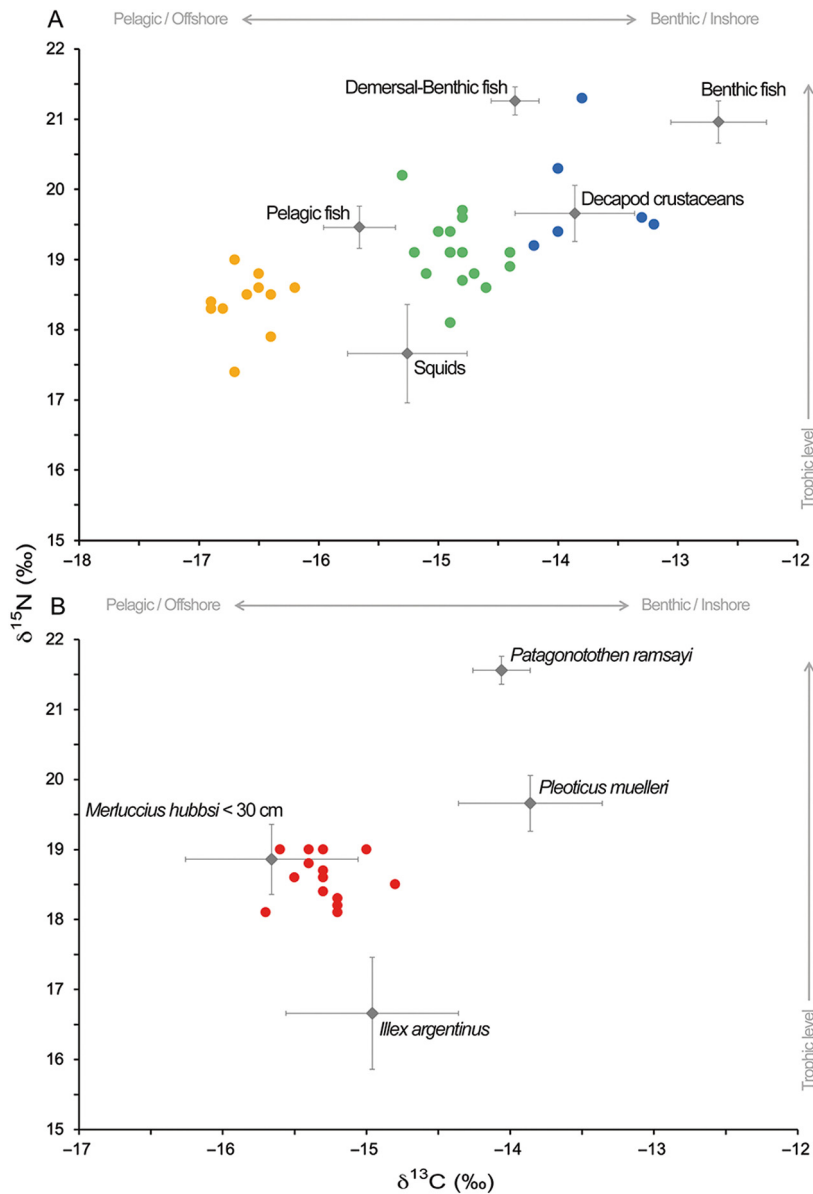 A
Pelagic / Offshore
Benthic / Inshore
22
21
20
19
18
17
16
15
Demersal-Benthic fish
Benthic fish
Pelagic fish
Decapod crustaceans
Squids
Trophic level
−18
−17
−16
−15
−14
−13
−12
δ15N (‰)
B
Pelagic / Offshore
Benthic / Inshore
22
21
20
19
18
17
16
15
Patagonotothen ramsayi
Pleoticus muelleri
Merluccius hubbsi < 30 cm
Illex argentinus
Trophic level
−17
−16
−15
−14
−13
−12
δ13C (‰)